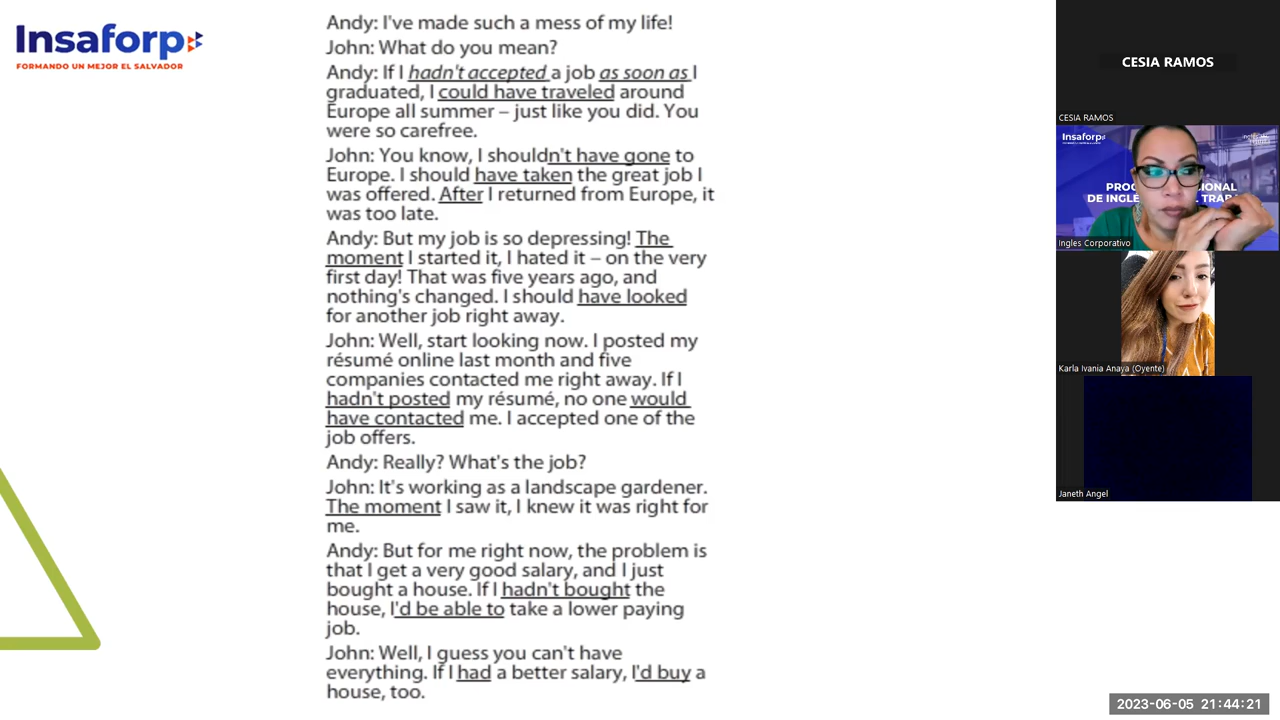 Insaforp
FORMANDO UN MEJOR EL SALVADOR
Andy: I've made such a mess of my life!
John: What do you mean?
Andy: If I hadn't accepted a job as soon as I
graduated, I could have traveled around
Europe all summer – just like you did. You
were so carefree.
John: You know, I shouldn't have gone to
Europe. I should have taken the great job I
was offered. After I returned from Europe, it
was too late.
Andy: But my job is so depressing! The
moment I started it, I hated it – on the very
first day! That was five years ago, and
nothing's changed. I should have looked
for another job right away.
John: Well, start looking now. I posted my
résumé online last month and five
companies contacted me right away. If I
hadn't posted my résumé, no one would
have contacted me. I accepted one of the
job offers.
Andy: Really? What's the job?
John: It's working as a landscape gardener.
The moment I saw it, I knew it was right for
me.
Andy: But for me right now, the problem is
that I get a very good salary, and I just
bought a house. If I hadn't bought the
house, I'd be able to take a lower paying
job.
John: Well, I guess you can't have
everything. If I had a better salary, I'd buy a
house, too.
CESIA RAMOS
CESIA RAMOS
Insaforp
Ingles Corporativo
Karla Ivania Anaya (Oyente)
Janeth Angel
2023-06-05 21:44:21